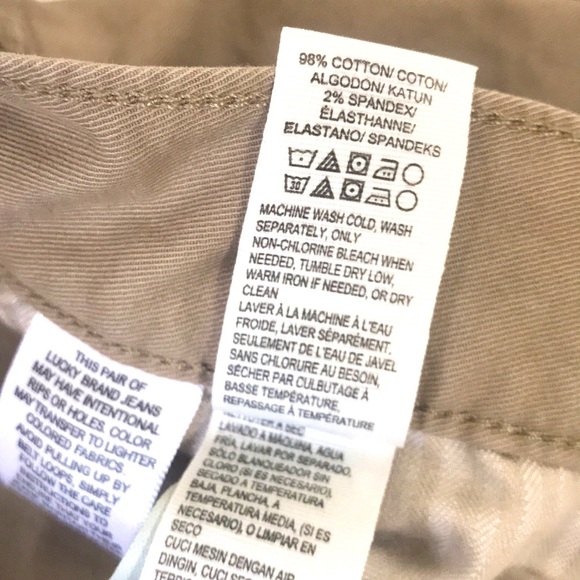 98% COTTON/ COTON/
ALGODON/ KATUN
2% SPANDEX/
ÉLASTHANNE/
ELASTANO/ SPANDEKS
30
MACHINE WASH COLD, WASH
SEPARATELY, ONLY
NON-CHLORINE BLEACH WHEN
NEEDED, TUMBLE DRY LOW,
WARM IRON IF NEEDED, OR DRY
CLEAN
LAVER À LA MACHINE À L'EAU
FROIDE, LAVER SÉPARÉMENT,
SEULEMENT DE L'EAU DE JAVEL
SANS CHLORURE AU BESOIN,
SÉCHER PAR CULBUTAGE À
BASSE TEMPÉRATURE,
REPASSAGE À TEMPÉRATURE
LAVADO A MÁQUINA, AGUA
FRÍA, LAVAR POR SEPARADO,
SÓLO BLANQUEADOR SIN
CLORO (SI ES NECESARIO),
SECADO A TEMPERATURA
BAJA, PLANCHA, A
TEMPERATURA MEDIA, (SI ES
NECESARIO), O LIMPIAR EN
SECO
CUCI MESIN DENGAN AIR
DINGIN, CUCI SE
TERPISAH
THIS PAIR OF
LUCKY BRAND JEANS
MAY HAVE INTENTIONAL
RIPS OR HOLES, COLOR
MAY TRANSFER TO LIGHTER
COLORED FABRICS
AVOID PULLING UP BY
BELT LOOPS, SIMPLY
FOLLOW THE CARE